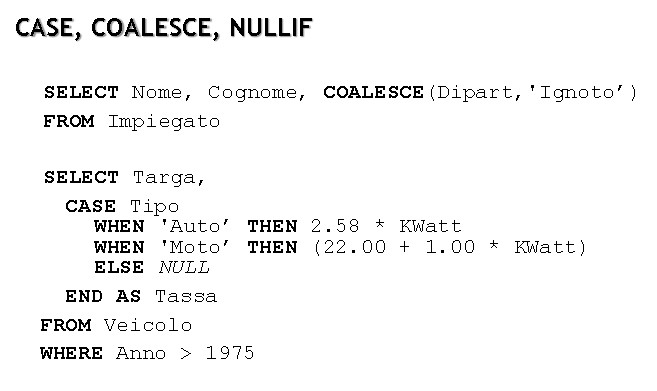 CASE, COALESCE, NULLIF
SELECT Nome, Cognome, COALESCE(Dipart,'Ignoto’)
FROM Impiegato
SELECT Targa,
CASE Tipo
WHEN 'Auto’ THEN 2.58 * KWatt
WHEN 'Moto’ THEN (22.00 + 1.00 * KWatt)
ELSE NULL
END AS Tassa
FROM Veicolo
WHERE Anno > 1975